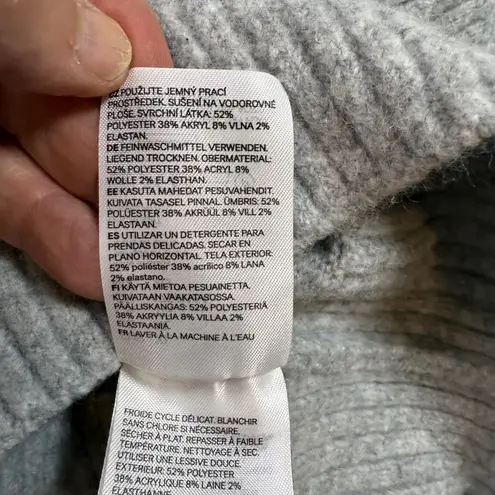 CZ POUŽIJTE JEMNÝ PRACÍ
PROSTŘEDEK. SUŠENÍ NA VODOROVNÉ
PLOŠE. SVRCHNÍ LÁTKA: 52%
POLYESTER 38% AKRYL 8% VLNA 2%
ELASTAN.
DE FEINWASCHMITTEL VERWENDEN.
LIEGEND TROCKNEN. OBERMATERIAL:
52% POLYESTER 38% ACRYL 8%
WOLLE 2% ELASTHAN.
EE KASUTA MAHEDAT PESUVAHENDIT.
KUIVATA TASASEL PINNAL. ÜMBRIS: 52%
POLÜESTER 38% AKRÜÜL 8% VILL 2%
ELASTAAN.
ES UTILIZAR UN DETERGENTE PARA
PRENDAS DELICADAS. SECAR EN
PLANO HORIZONTAL. TELA EXTERIOR:
52% poliéster 38% acrílico 8% LANA
2% elastano.
FI KÄYTÄ MIETOA PESUAINETTA.
KUIVATAAN VAAKATASOSSA.
PÄÄLLISKANGAS: 52% POLYESTERIÄ
38% AKRYYLIA 8% VILLAA 2%
ELASTAANIA.
FR LAVER À LA MACHINE À L'EAU
FROIDE CYCLE DÉLICAT. BLANCHIR
SANS CHLORE SI NÉCESSAIRE.
SÉCHER À PLAT. REPASSER À FAIBLE
TEMPÉRATURE. NETTOYAGE À SEC.
UTILISER UNE LESSIVE DOUCE.
EXTÉRIEUR: 52% POLYESTER
38% ACRYLIQUE 8% LAINE 2%
ELASTHANNE